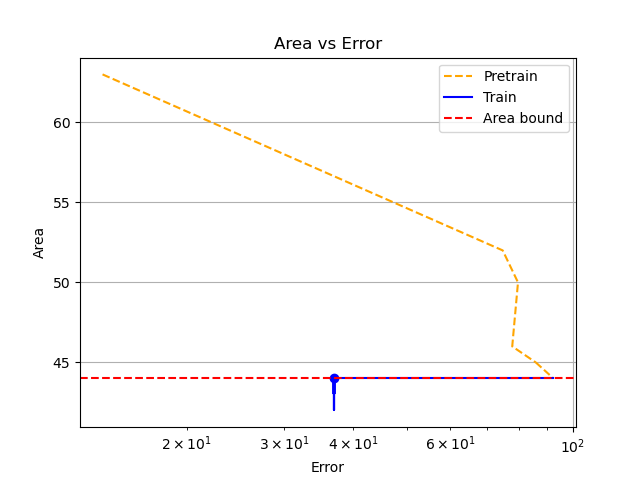 Area vs Error
Pretrain
Train
Area bound
60
55
50
45
Area
2 × 10¹
3 × 10¹
4 × 10¹
6 × 10¹
10²
Error